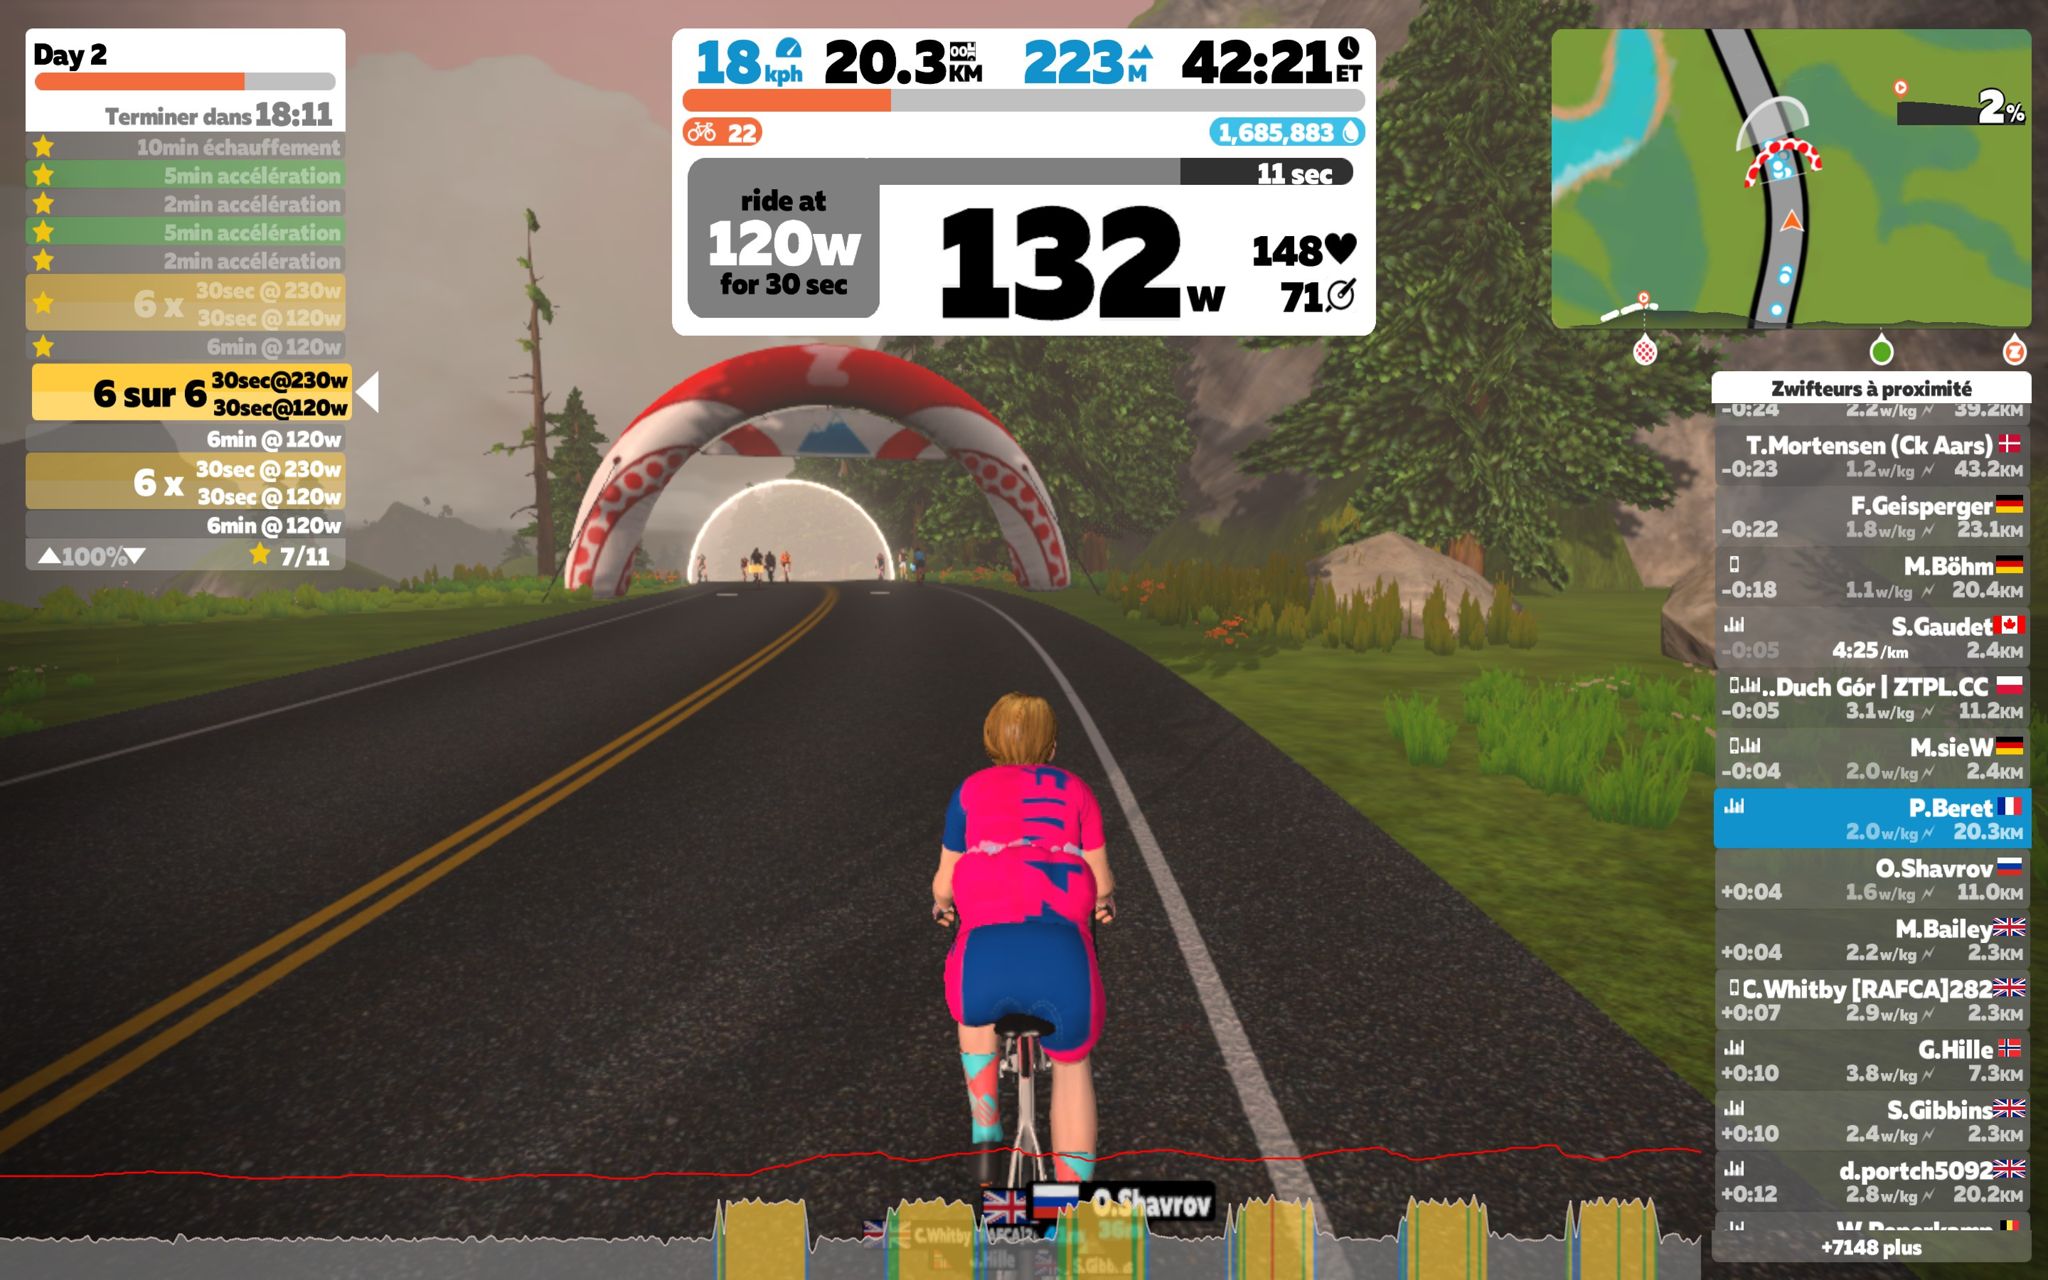 Day 2
Terminer dans 18:11
10min échauffement
5min accélération
2min accélération
5min accélération
2min accélération
6 x 30sec @ 230w
30sec @ 120w
6min @ 120w
6 sur 6 30sec@230w
30sec@120w
6min @ 120w
6 x 30sec @ 230w
30sec @ 120w
6min @ 120w
100% 7/11
18 kph 20.3 KM 223 M 42:21 ET
22 1,685,883
11 sec
ride at
120w
for 30 sec
132 w
148
71
2%
Zwifteurs à proximité
-0:24 2.2w/kg 39.2KM
T.Mortensen (Ck Aars)
-0:23 1.2w/kg 43.2KM
F.Geisperger
-0:22 1.8w/kg 23.1KM
M.Böhm
-0:18 1.1w/kg 20.4KM
S.Gaudet
-0:05 4:25/km 2.4KM
..Duch Gór | ZTPL.CC
-0:05 3.1w/kg 11.2KM
M.sieW
-0:04 2.0w/kg 2.4KM
P.Beret
2.0w/kg 20.3KM
O.Shavrov
+0:04 1.6w/kg 11.0KM
M.Bailey
+0:04 2.2w/kg 2.3KM
C.Whitby [RAFCA]282
+0:07 2.9w/kg 2.3KM
G.Hille
+0:10 3.8w/kg 7.3KM
S.Gibbins
+0:10 2.4w/kg 2.3KM
d.portch5092
+0:12 2.8w/kg 20.2KM
+7148 plus
O.Shavrov
C.Whitby